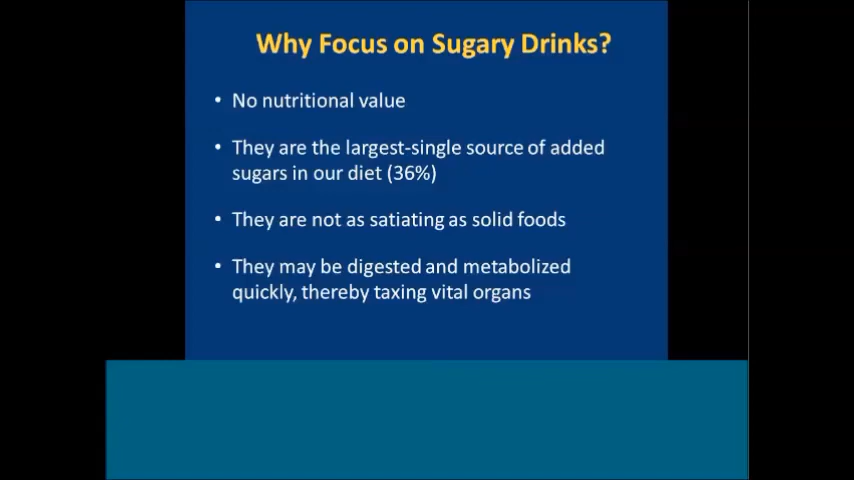 Why Focus on Sugary Drinks?
• No nutritional value
• They are the largest-single source of added
sugars in our diet (36%)
• They are not as satiating as solid foods
• They may be digested and metabolized
quickly, thereby taxing vital organs